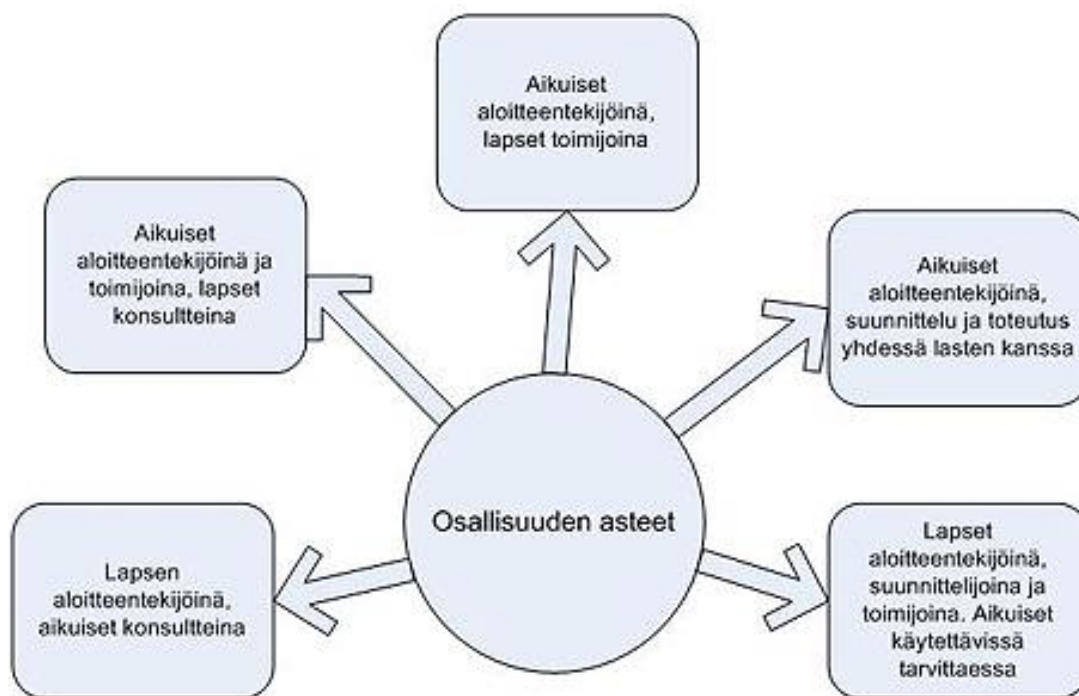 Aikuiset
aloitteentekijöinä,
lapset toimijoina
Aikuiset
aloitteentekijöinä ja
toimijoina, lapset
konsultteina
Aikuiset
aloitteentekijöinä,
suunnittelu ja toteutus
yhdessä lasten kanssa
Osallisuuden asteet
Lapsen
aloitteentekijöinä,
aikuiset konsultteina
Lapset
aloitteentekijöinä,
suunnittelijoina ja
toimijoina. Aikuiset
käytettävissä
tarvittaessa